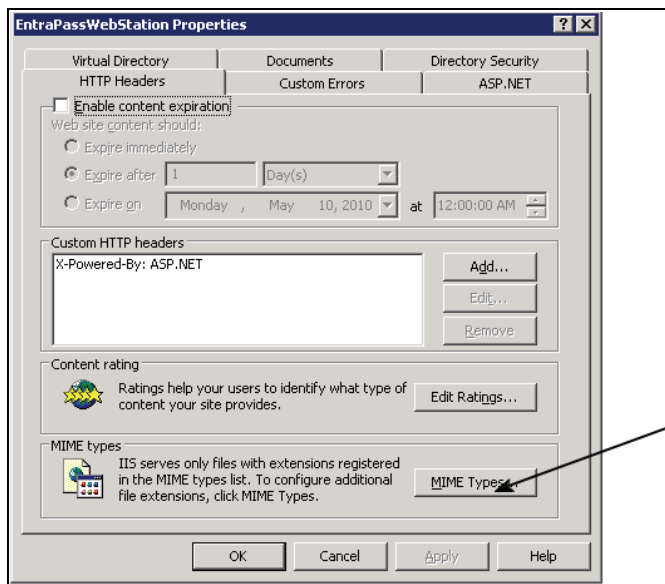 EntraPassWebStation Properties
Virtual Directory
Documents
Directory Security
HTTP Headers
Custom Errors
ASP.NET
Enable content expiration
Web site content should:
Expire immediately
Expire after
1
Day(s)
Expire on
Monday , May 10, 2010
at
12:00:00 AM
Custom HTTP headers
X-Powered-By: ASP.NET
Add...
Edit...
Remove
Content rating
Ratings help your users to identify what type of
content your site provides.
Edit Ratings...
MIME types
IIS serves only files with extensions registered
in the MIME types list. To configure additional
file extensions, click MIME Types.
MIME Types...
OK
Cancel
Apply
Help